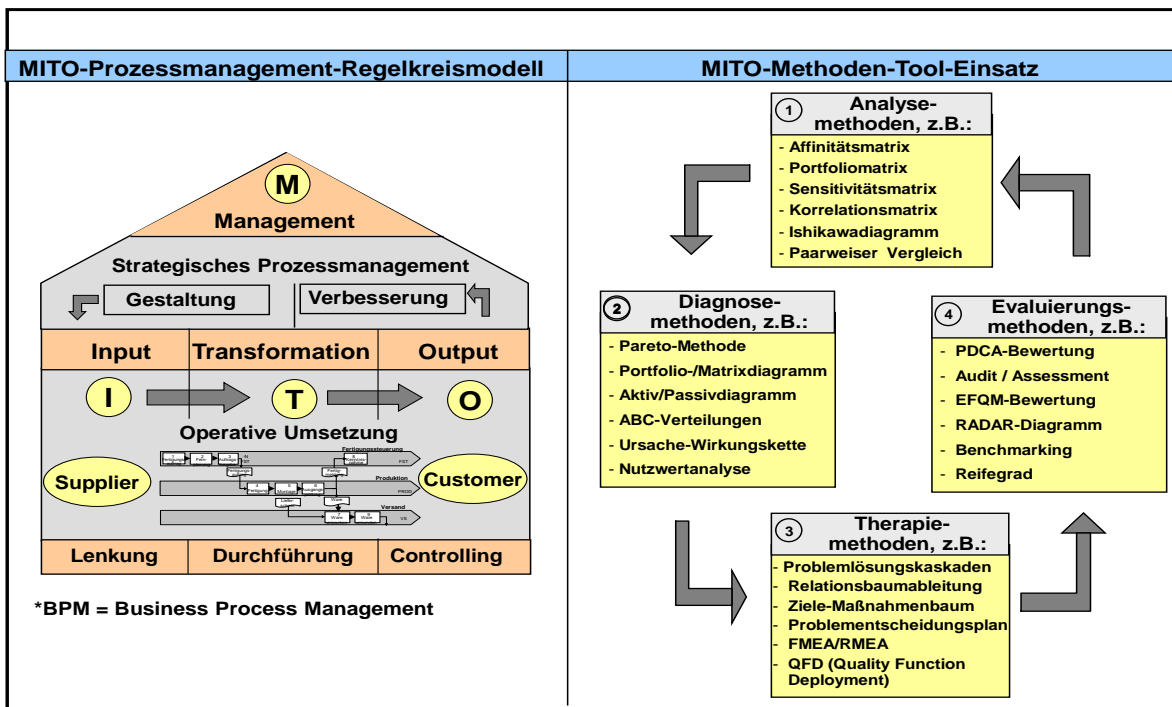 MITO-Prozessmanagement-Regelkreismodell
M
Management
Strategisches Prozessmanagement
Gestaltung
Verbesserung
Input
Transformation
Output
I
T
O
Operative Umsetzung
Fertigungssteuerung
Supplier
Customer
Produktion
PROD
Versand
VS
Lenkung
Durchführung
Controlling
*BPM = Business Process Management
MITO-Methoden-Tool-Einsatz
1
Analyse-
methoden, z.B.:
- Affinitätsmatrix
- Portfoliomatrix
- Sensitivitätsmatrix
- Korrelationsmatrix
- Ishikawadiagramm
- Paarweiser Vergleich
2
Diagnose-
methoden, z.B.:
- Pareto-Methode
- Portfolio-/Matrixdiagramm
- Aktiv/Passivdiagramm
- ABC-Verteilungen
- Ursache-Wirkungskette
- Nutzwertanalyse
3
Therapie-
methoden, z.B.:
- Problemlösungskaskaden
- Relationsbaumableitung
- Ziele-Maßnahmenbaum
- Problementscheidungsplan
- FMEA/RMEA
- QFD (Quality Function
Deployment)
4
Evaluierungs-
methoden, z.B.:
- PDCA-Bewertung
- Audit / Assessment
- EFQM-Bewertung
- RADAR-Diagramm
- Benchmarking
- Reifegrad